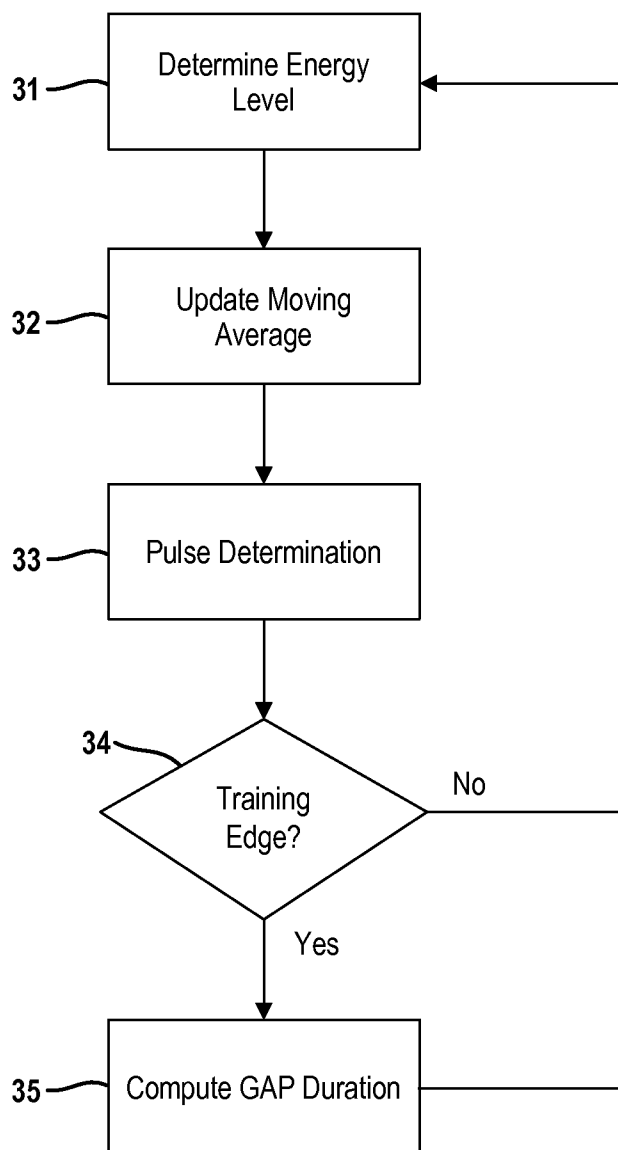 31
Determine Energy
Level
32
Update Moving
Average
33
Pulse Determination
34
Training
Edge?
No
Yes
35
Compute GAP Duration